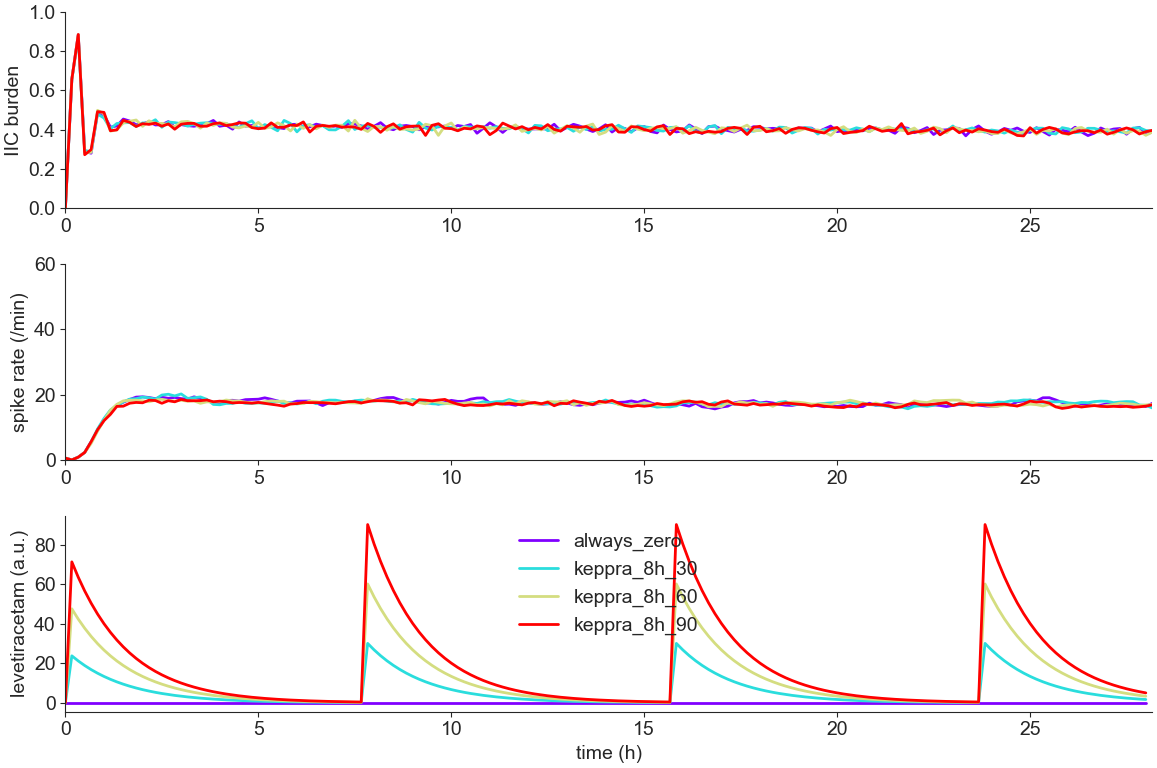 IIC burden
1.0
0.8
0.6
0.4
0.2
0.0
0 5 10 15 20 25
spike rate (/min)
60
40
20
0
0 5 10 15 20 25
levetiracetam (a.u.)
80
60
40
20
0
always_zero
keppra_8h_30
keppra_8h_60
keppra_8h_90
0 5 10 15 20 25
time (h)